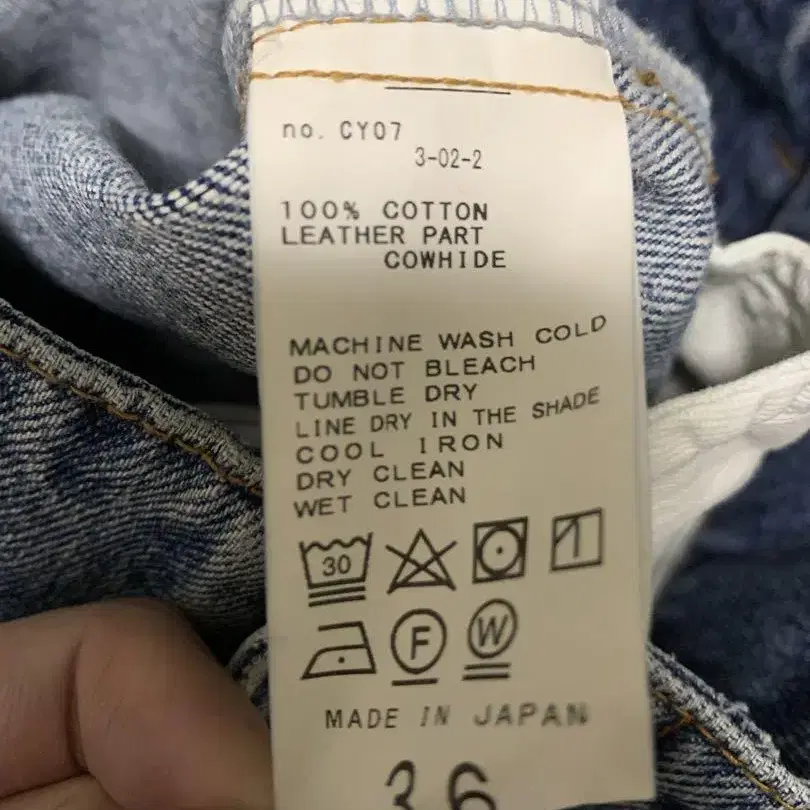 no. CY07
3-02-2
100% COTTON
LEATHER PART
COWHIDE
MACHINE WASH COLD
DO NOT BLEACH
TUMBLE DRY
LINE DRY IN THE SHADE
COOL IRON
DRY CLEAN
WET CLEAN
30
F W
MADE IN JAPAN
36